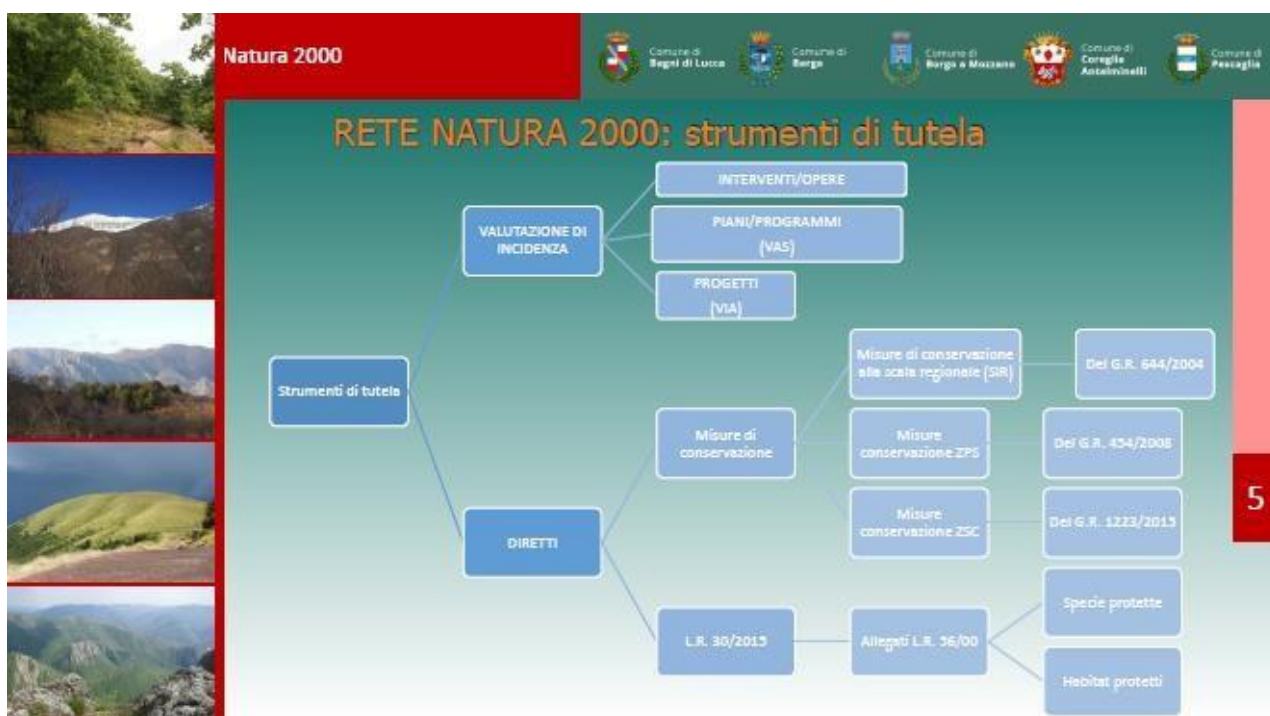 Natura 2000
Comune di
Bagni di Lucca
Comune di
Barga
Comune di
Borgo a Mozzano
Comune di
Coreglia
Antelminelli
Comune di
Pescaglia
RETE NATURA 2000: strumenti di tutela
INTERVENTI/OPERE
VALUTAZIONE DI
INCIDENZA
PIANI/PROGRAMMI
(VAS)
PROGETTI
(VIA)
Strumenti di tutela
Misure di conservazione
alla scala regionale (SIR)
Del G.R. 644/2004
Misure di
conservazione
Misure
conservazione ZPS
Del G.R. 454/2008
Misure
conservazione ZSC
Del G.R. 1223/2015
5
DIRETTI
L.R. 30/2015
Allegati L.R. 56/00
Specie protette
Habitat protetti